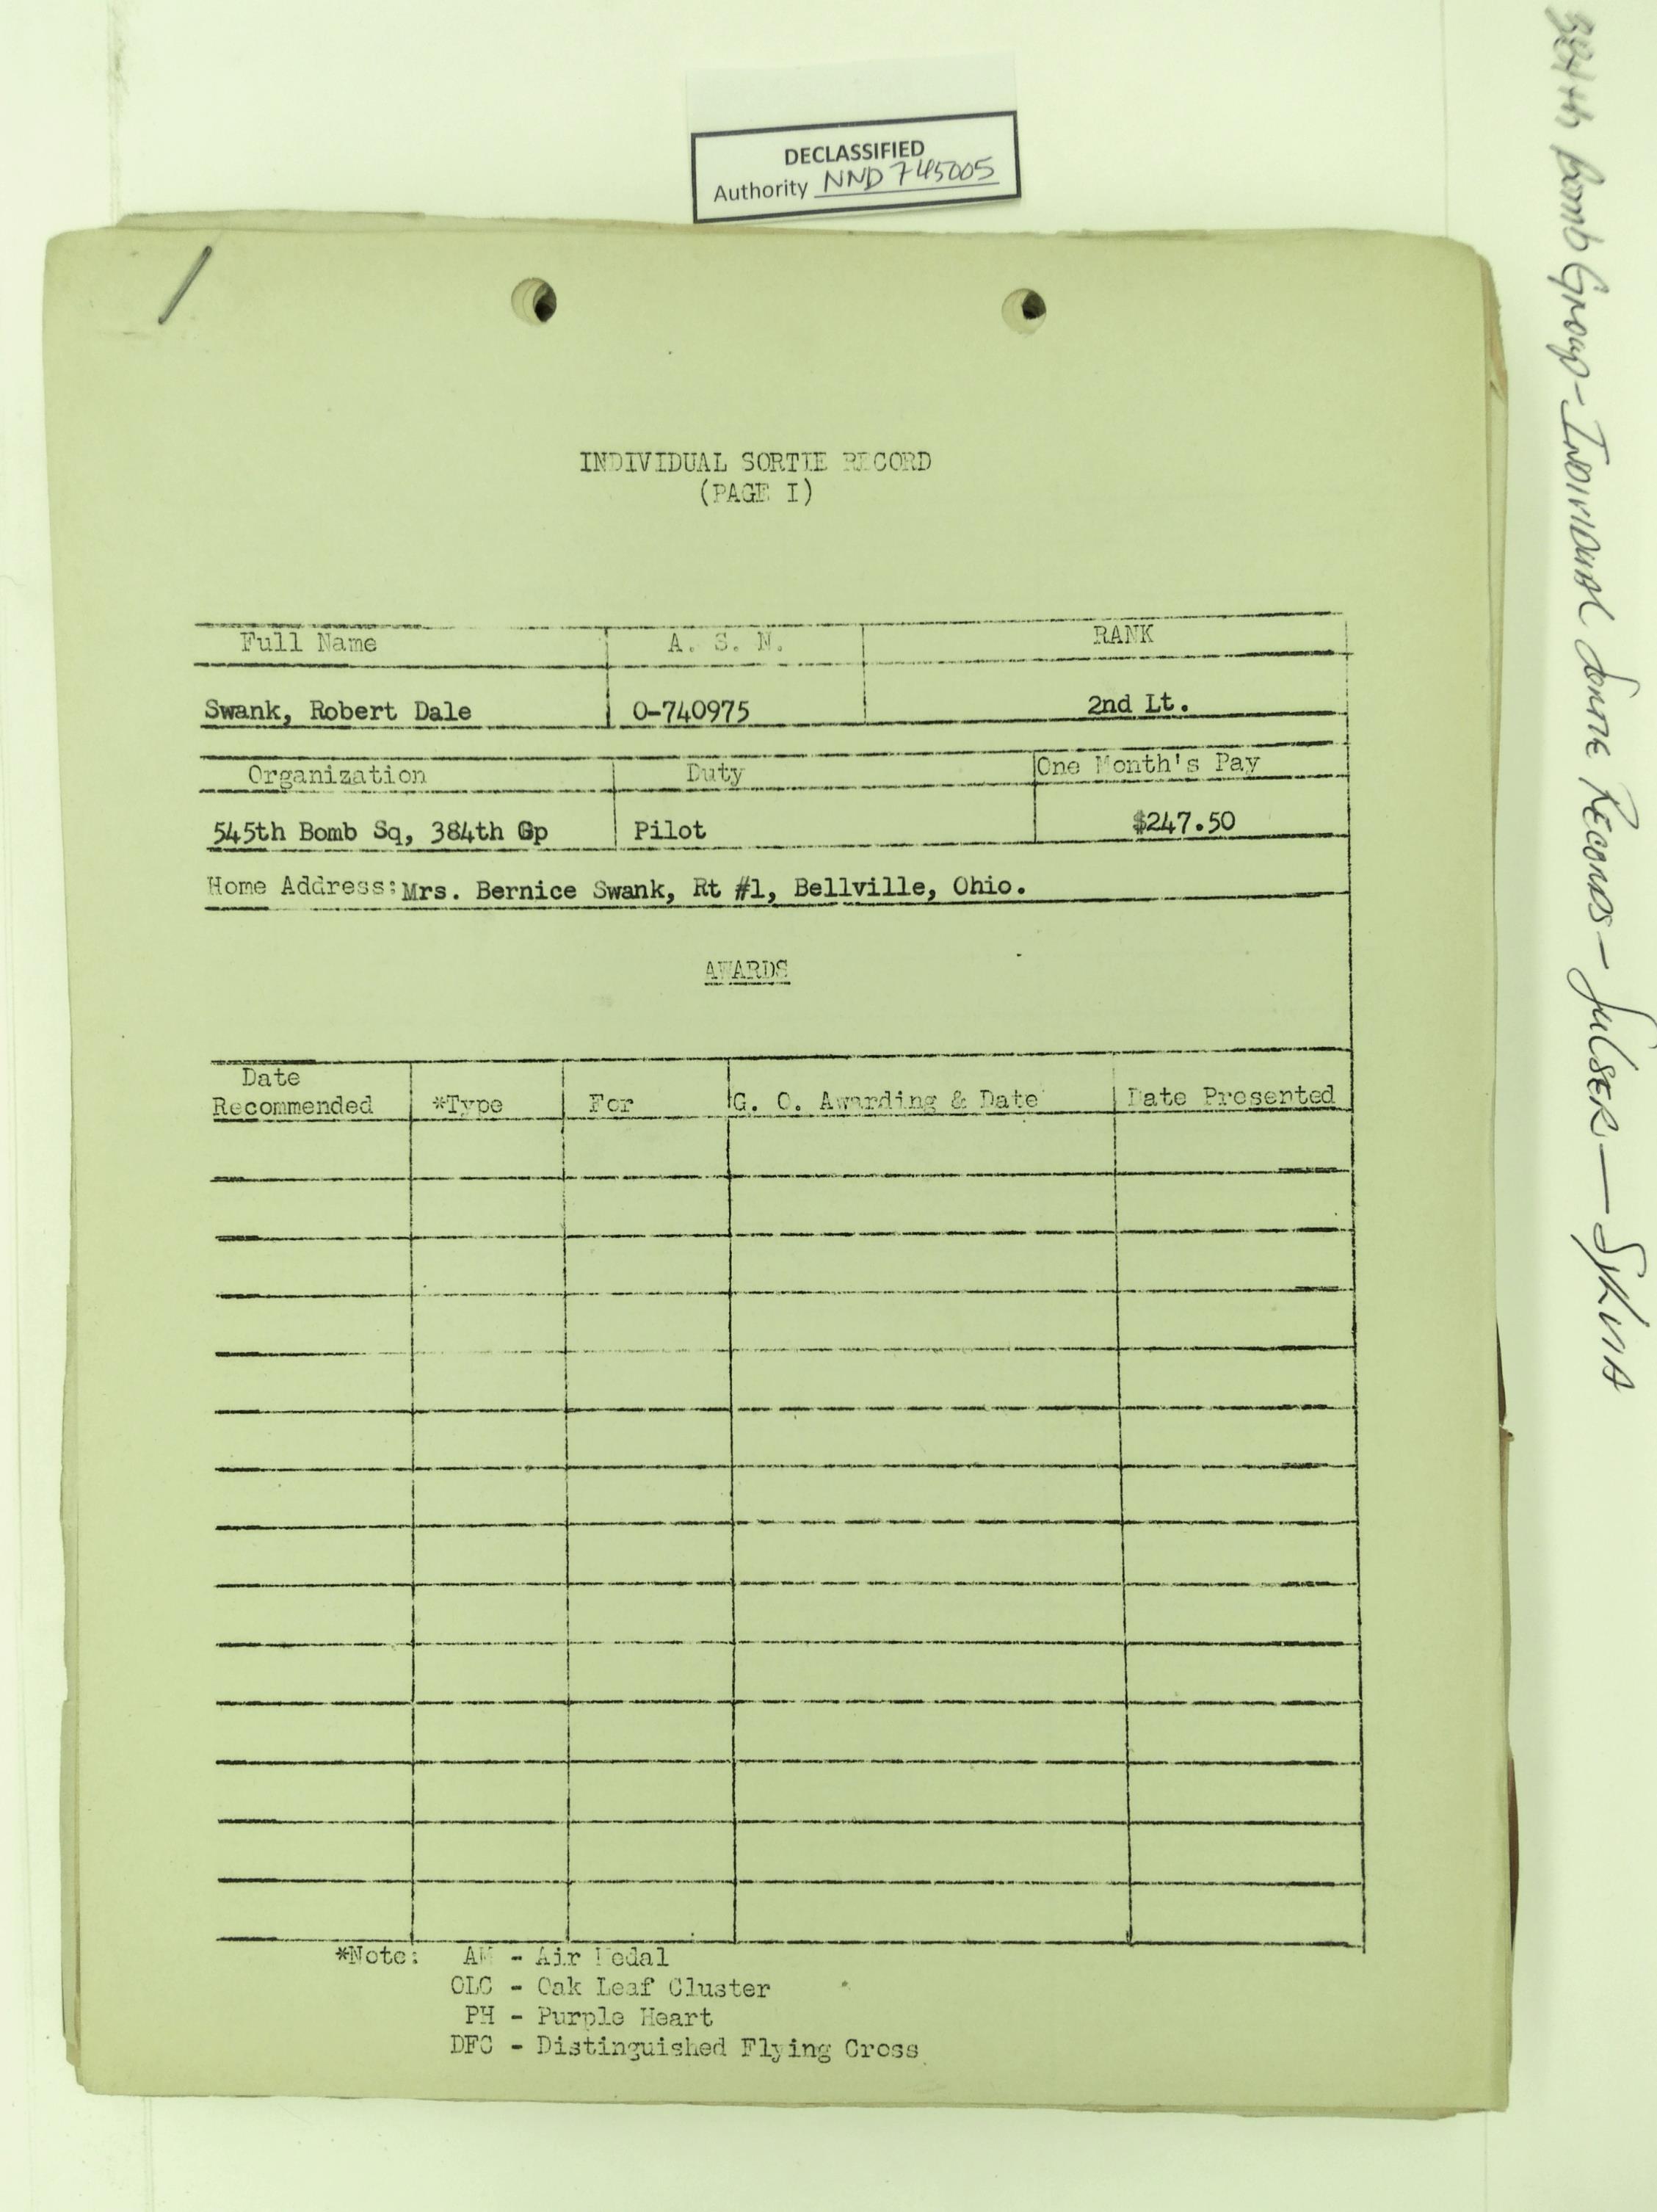 DECLASSIFIED
Authority NND 745005
384th Bomb Group - Individual Sortie Records - Sulser - Sylvia
INDIVIDUAL SORTIE RECORD
(PAGE I)
Full Name A. S. N. RANK
Swank, Robert Dale 0-740975 2nd Lt.
Organization Duty One Month's Pay
545th Bomb Sq, 384th Gp Pilot $247.50
Home Address: Mrs. Bernice Swank, Rt #1, Bellville, Ohio.
AWARDS
Date
Recommended *Type For G. O. Awarding & Date Date Presented
*Note: AM - Air Medal
OLC - Oak Leaf Cluster
PH - Purple Heart
DFC - Distinguished Flying Cross